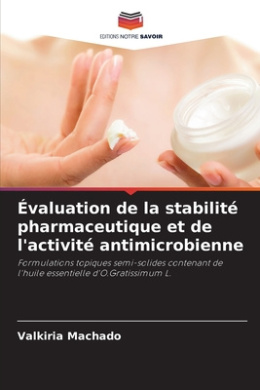 EDITIONS NOTRE SAVOIR
Évaluation de la stabilité
pharmaceutique et de
l'activité antimicrobienne
Formulations topiques semi-solides contenant de
l'huile essentielle d'O.Gratissimum L.
Valkiria Machado